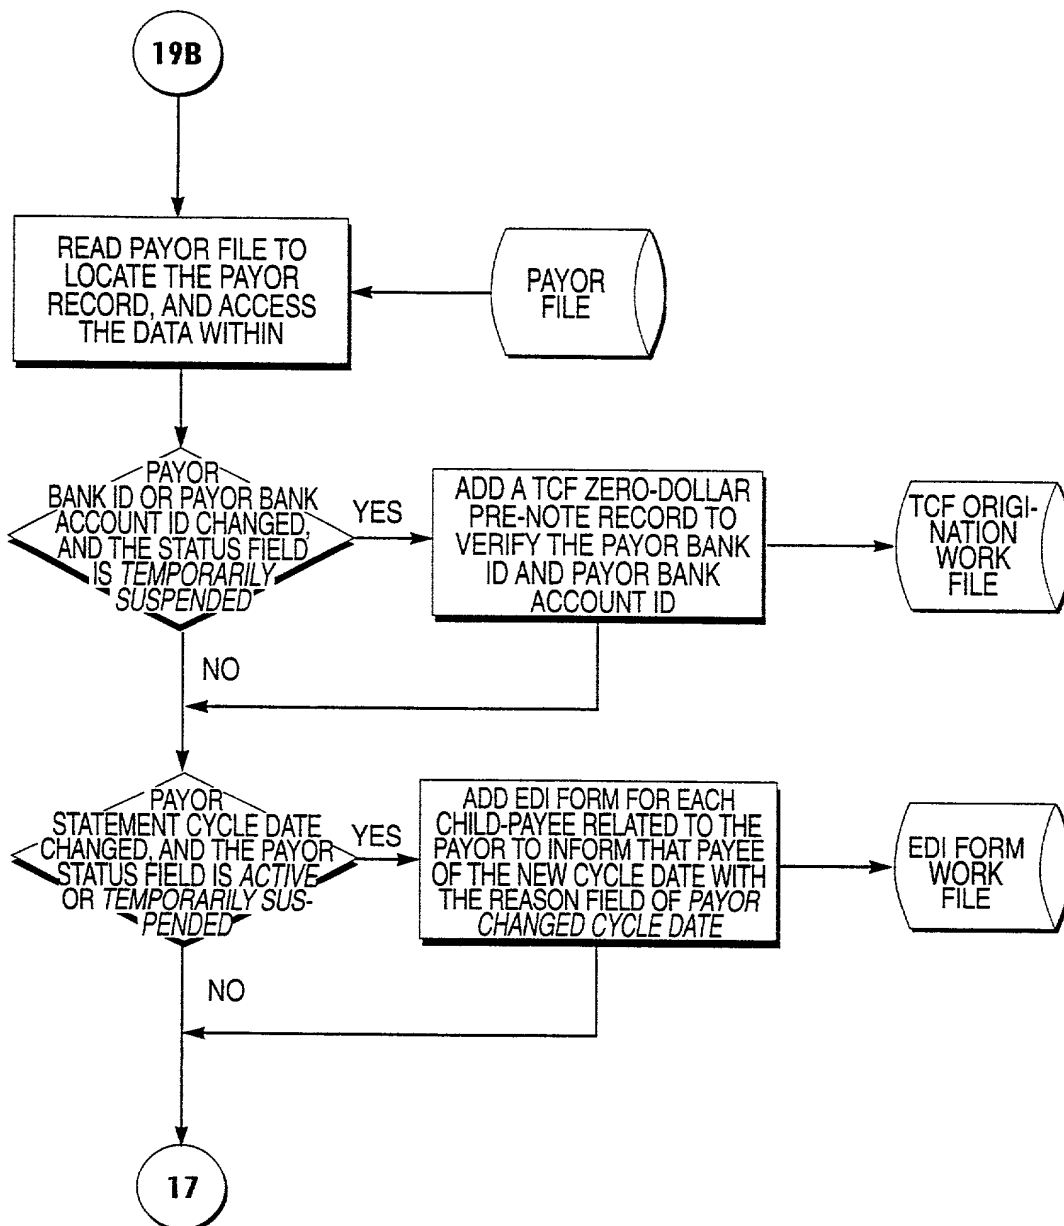 19B
READ PAYOR FILE TO
LOCATE THE PAYOR
RECORD, AND ACCESS
THE DATA WITHIN
PAYOR
FILE
PAYOR
BANK ID OR PAYOR BANK
ACCOUNT ID CHANGED,
AND THE STATUS FIELD
IS TEMPORARILY
SUSPENDED
YES
ADD A TCF ZERO-DOLLAR
PRE-NOTE RECORD TO
VERIFY THE PAYOR BANK
ID AND PAYOR BANK
ACCOUNT ID
TCF ORIGI-
NATION
WORK
FILE
NO
PAYOR
STATEMENT CYCLE DATE
CHANGED, AND THE PAYOR
STATUS FIELD IS ACTIVE
OR TEMPORARILY SUS-
PENDED
YES
ADD EDI FORM FOR EACH
CHILD-PAYEE RELATED TO THE
PAYOR TO INFORM THAT PAYEE
OF THE NEW CYCLE DATE WITH
THE REASON FIELD OF PAYOR
CHANGED CYCLE DATE
EDI FORM
WORK
FILE
NO
17